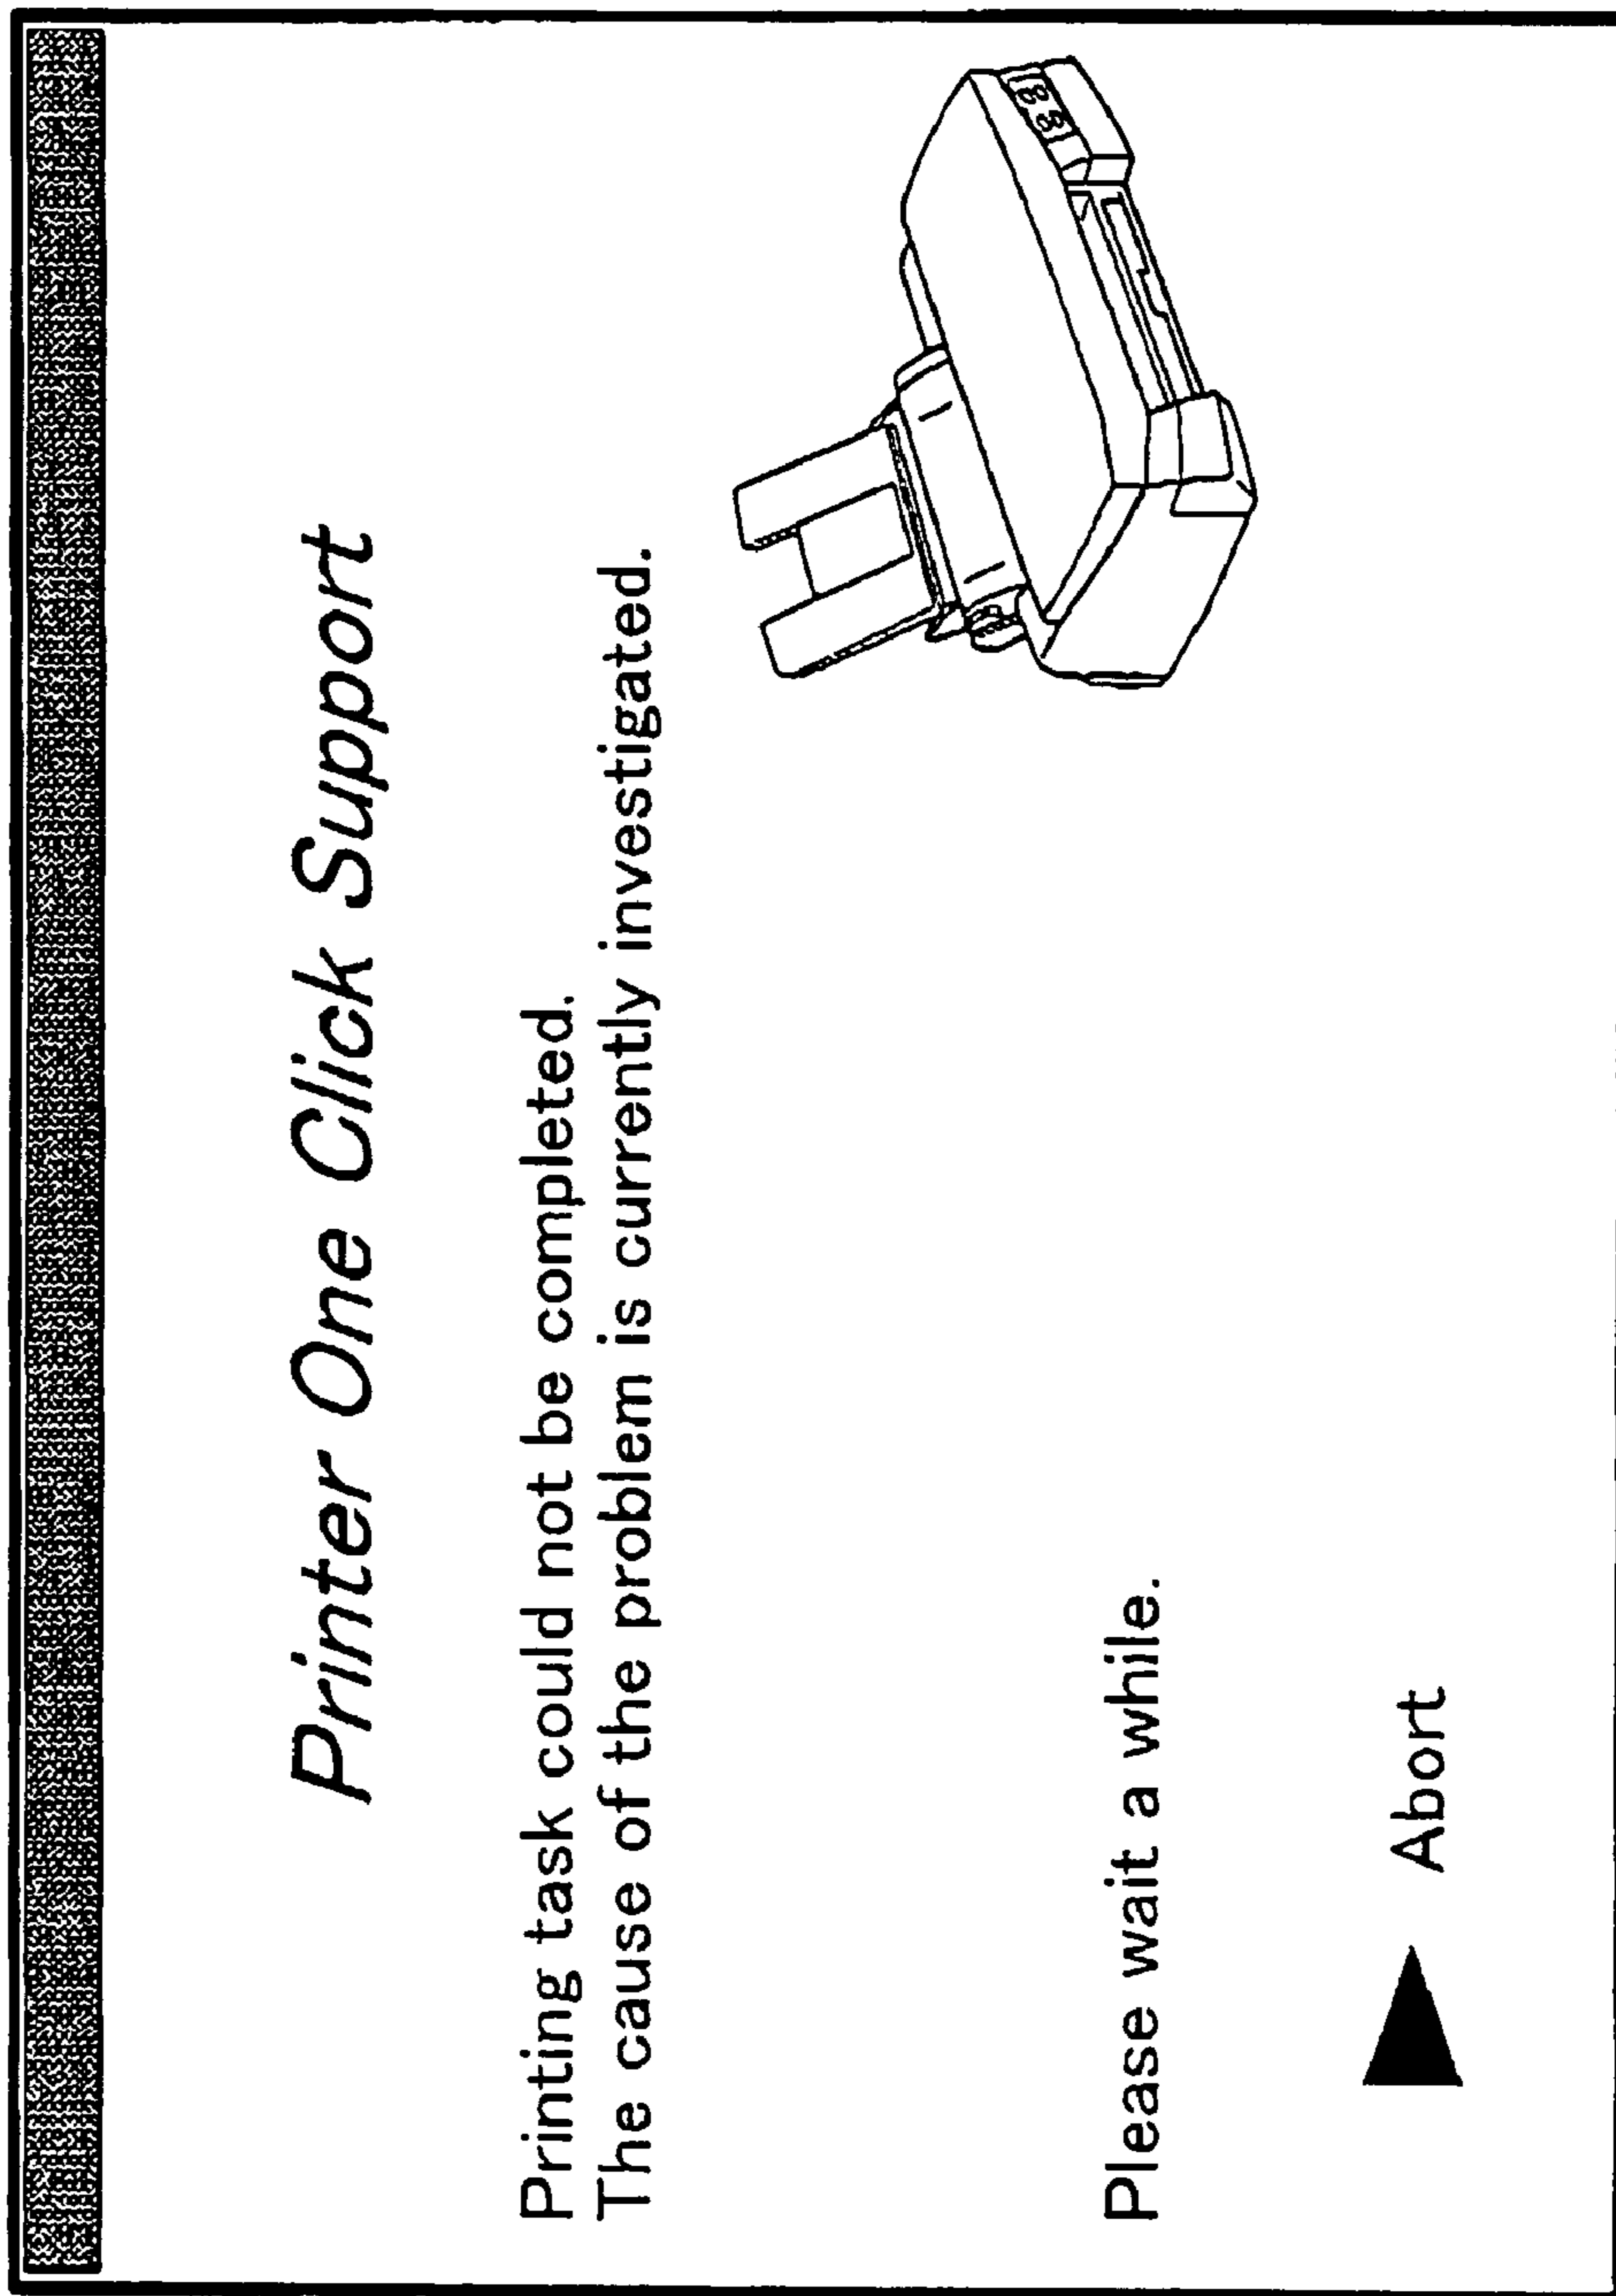 Printer One Click Support
Printing task could not be completed.
The cause of the problem is currently investigated.
Please wait a while.
Abort